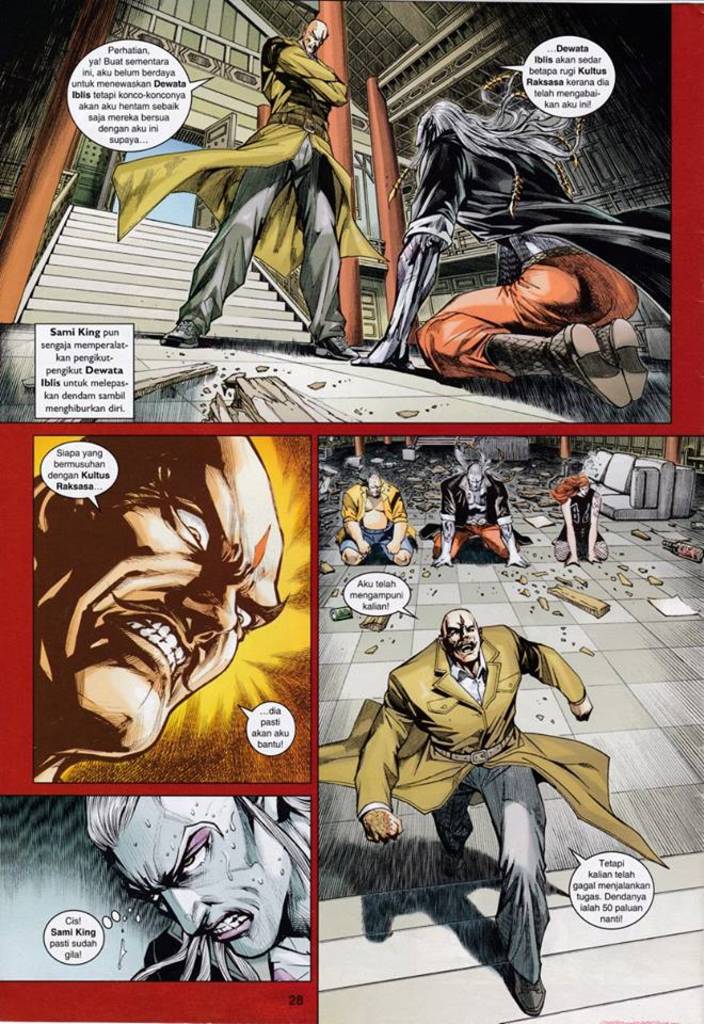 Perhatian,
ya! Buat sementara
ini, aku belum berdaya
untuk menewaskan Dewata
Iblis tetapi konco-konconya
akan aku hentam sebaik
saja mereka bersua
dengan aku ini
supaya...
...Dewata
Iblis akan sedar
betapa rugi Kultus
Raksasa kerana dia
telah mengabai-
kan aku ini!
Sami King pun
sengaja memperalat-
kan pengikut-
pengikut Dewata
Iblis untuk melepas-
kan dendam sambil
menghiburkan diri.
Siapa yang
bermusuhan
dengan Kultus
Raksasa...
...dia
pasti
akan aku
bantu!
Aku telah
mengampuni
kalian!
Tetapi
kalian telah
gagal menjalankan
tugas. Dendanya
ialah 50 paluan
nanti!
Cis!
Sami King
pasti sudah
gila!
28